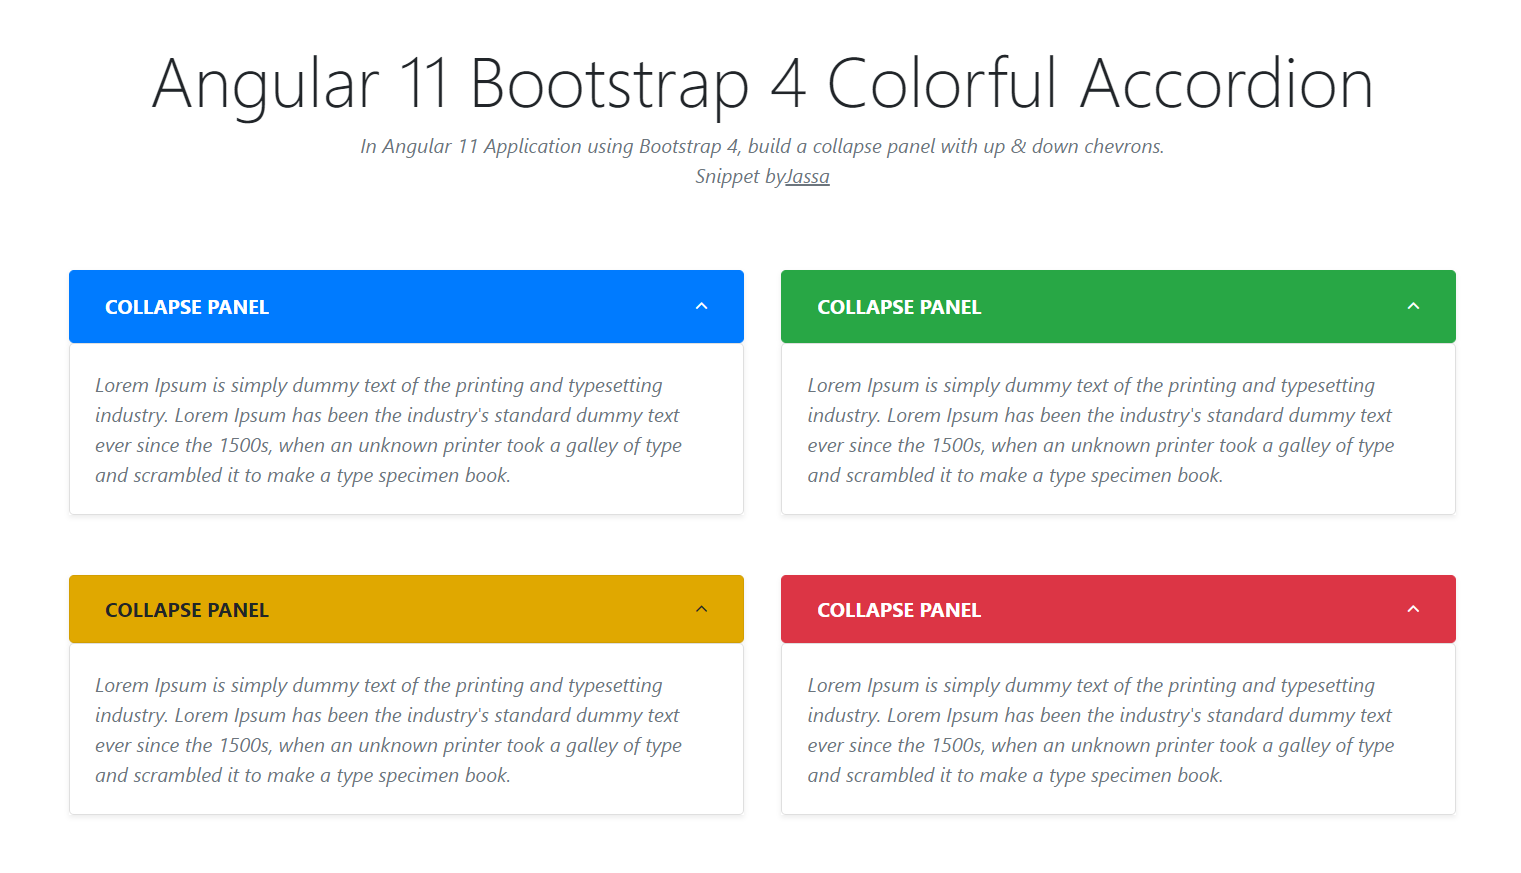 Angular 11 Bootstrap 4 Colorful Accordion
In Angular 11 Application using Bootstrap 4, build a collapse panel with up & down chevrons.
Snippet byJassa
COLLAPSE PANEL
Lorem Ipsum is simply dummy text of the printing and typesetting
industry. Lorem Ipsum has been the industry's standard dummy text
ever since the 1500s, when an unknown printer took a galley of type
and scrambled it to make a type specimen book.
COLLAPSE PANEL
Lorem Ipsum is simply dummy text of the printing and typesetting
industry. Lorem Ipsum has been the industry's standard dummy text
ever since the 1500s, when an unknown printer took a galley of type
and scrambled it to make a type specimen book.
COLLAPSE PANEL
Lorem Ipsum is simply dummy text of the printing and typesetting
industry. Lorem Ipsum has been the industry's standard dummy text
ever since the 1500s, when an unknown printer took a galley of type
and scrambled it to make a type specimen book.
COLLAPSE PANEL
Lorem Ipsum is simply dummy text of the printing and typesetting
industry. Lorem Ipsum has been the industry's standard dummy text
ever since the 1500s, when an unknown printer took a galley of type
and scrambled it to make a type specimen book.